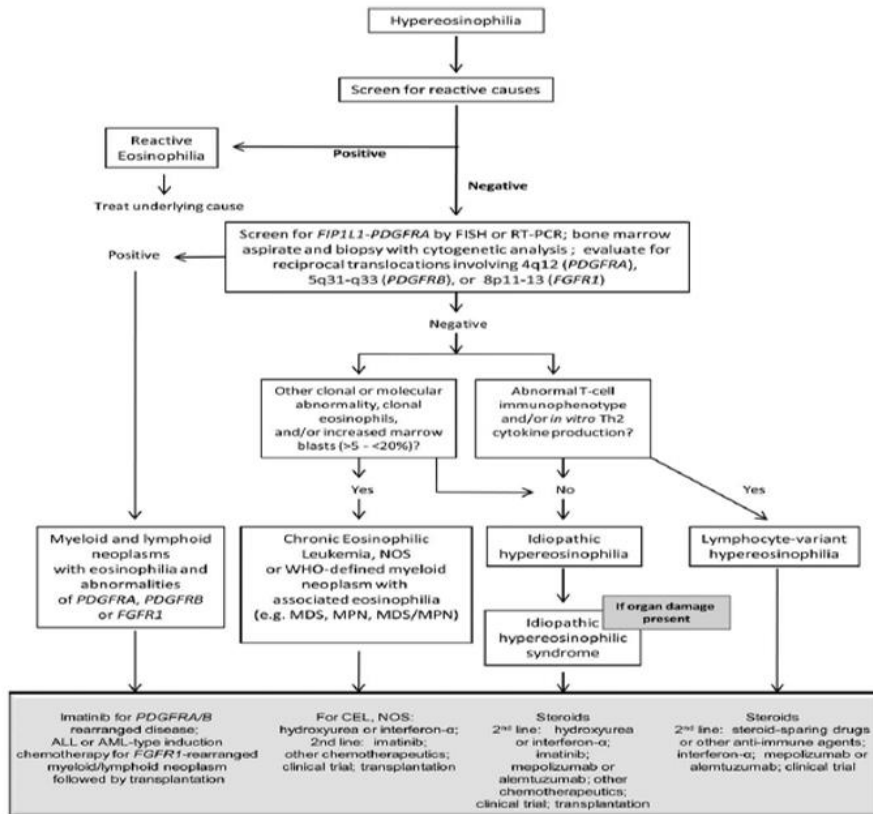 Hypereosinophilia
Screen for reactive causes
Reactive
Eosinophilia
Positive
Negative
Treat underlying cause
Screen for FIP1L1-PDGFRA by FISH or RT-PCR; bone marrow
aspirate and biopsy with cytogenetic analysis ; evaluate for
reciprocal translocations involving 4q12 (PDGFRA),
5q31-q33 (PDGFRB), or 8p11-13 (FGFR1)
Positive
Negative
Other clonal or molecular
abnormality, clonal
eosinophils,
and/or increased marrow
blasts (>5 - <20%)?
Abnormal T-cell
immunophenotype
and/or in vitro Th2
cytokine production?
Yes
No
Yes
Myeloid and lymphoid
neoplasms
with eosinophilia and
abnormalities
of PDGFRA, PDGFRB
or FGFR1
Chronic Eosinophilic
Leukemia, NOS
or WHO-defined myeloid
neoplasm with
associated eosinophilia
(e.g. MDS, MPN, MDS/MPN)
Idiopathic
hypereosinophilia
Lymphocyte-variant
hypereosinophilia
If organ damage
present
Idiopathic
hypereosinophilic
syndrome
Imatinib for PDGFRA/B
rearranged disease;
ALL or AML-type induction
chemotherapy for FGFR1-rearranged
myeloid/lymphoid neoplasm
followed by transplantation
For CEL, NOS:
hydroxyurea or interferon-α;
2nd line: imatinib;
other chemotherapeutics;
clinical trial; transplantation
Steroids
2nd line: hydroxyurea
or interferon-α;
imatinib;
mepolizumab or
alemtuzumab; other
chemotherapeutics;
clinical trial; transplantation
Steroids
2nd line: steroid-sparing drugs
or other anti-immune agents;
interferon-α; mepolizumab or
alemtuzumab; clinical trial